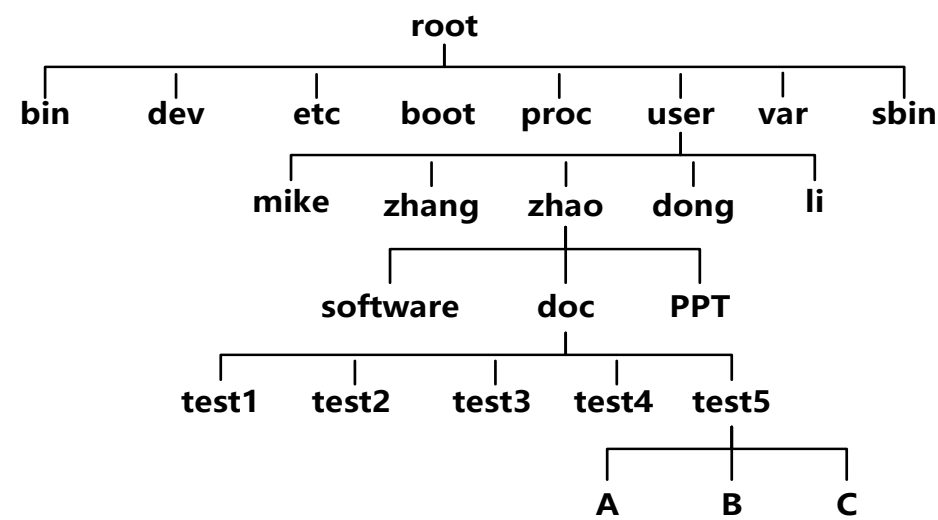 root
bin dev etc boot proc user var sbin
mike zhang zhao dong li
software doc PPT
test1 test2 test3 test4 test5
A B C